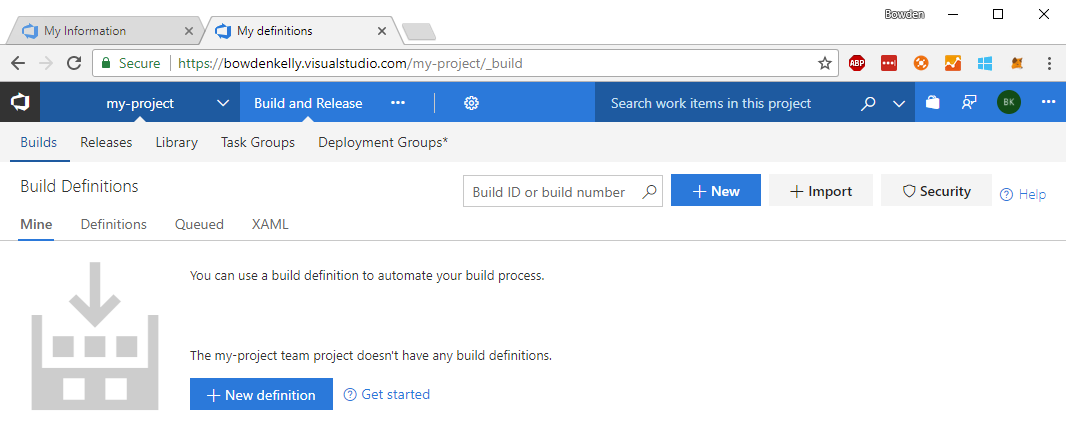 Bowden
My Information
My definitions
Secure https://bowdenkelly.visualstudio.com/my-project/_build
ABP
my-project Build and Release Search work items in this project BK
Builds Releases Library Task Groups Deployment Groups*
Build Definitions Build ID or build number + New + Import Security Help
Mine Definitions Queued XAML
You can use a build definition to automate your build process.
The my-project team project doesn't have any build definitions.
+ New definition Get started